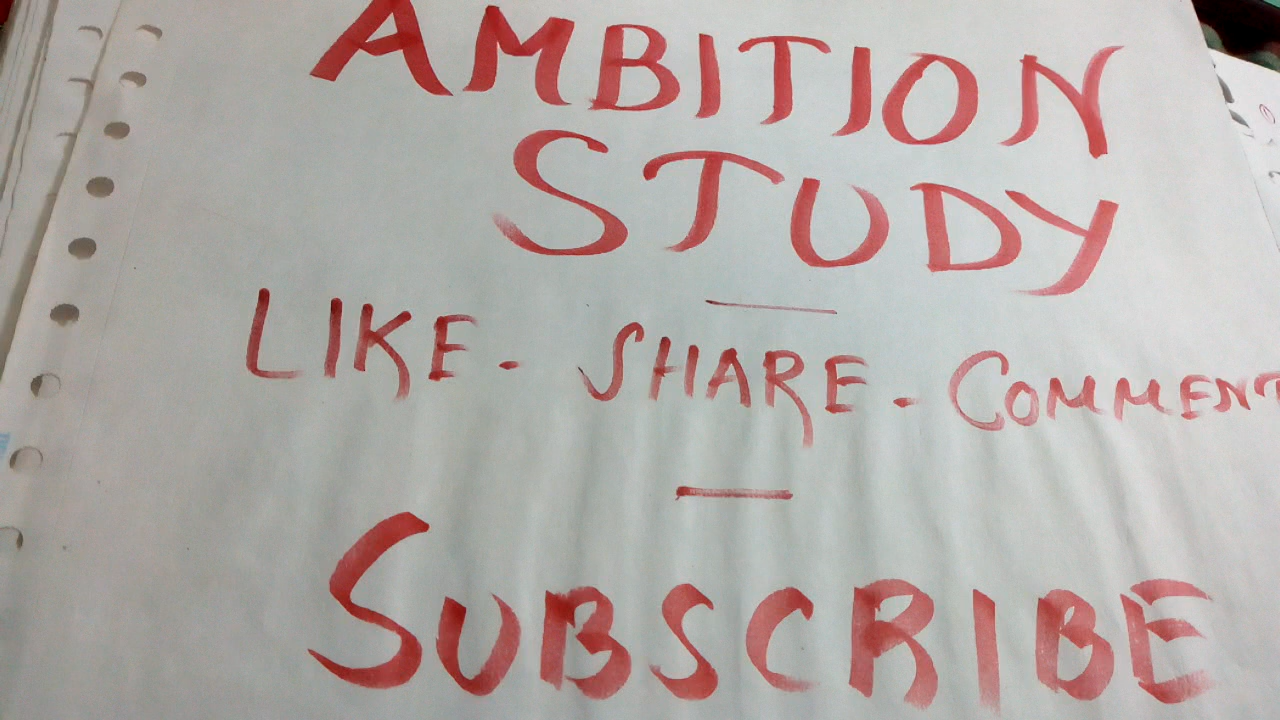 AMBITION
STUDY
LIKE - SHARE - COMMENT
SUBSCRIBE